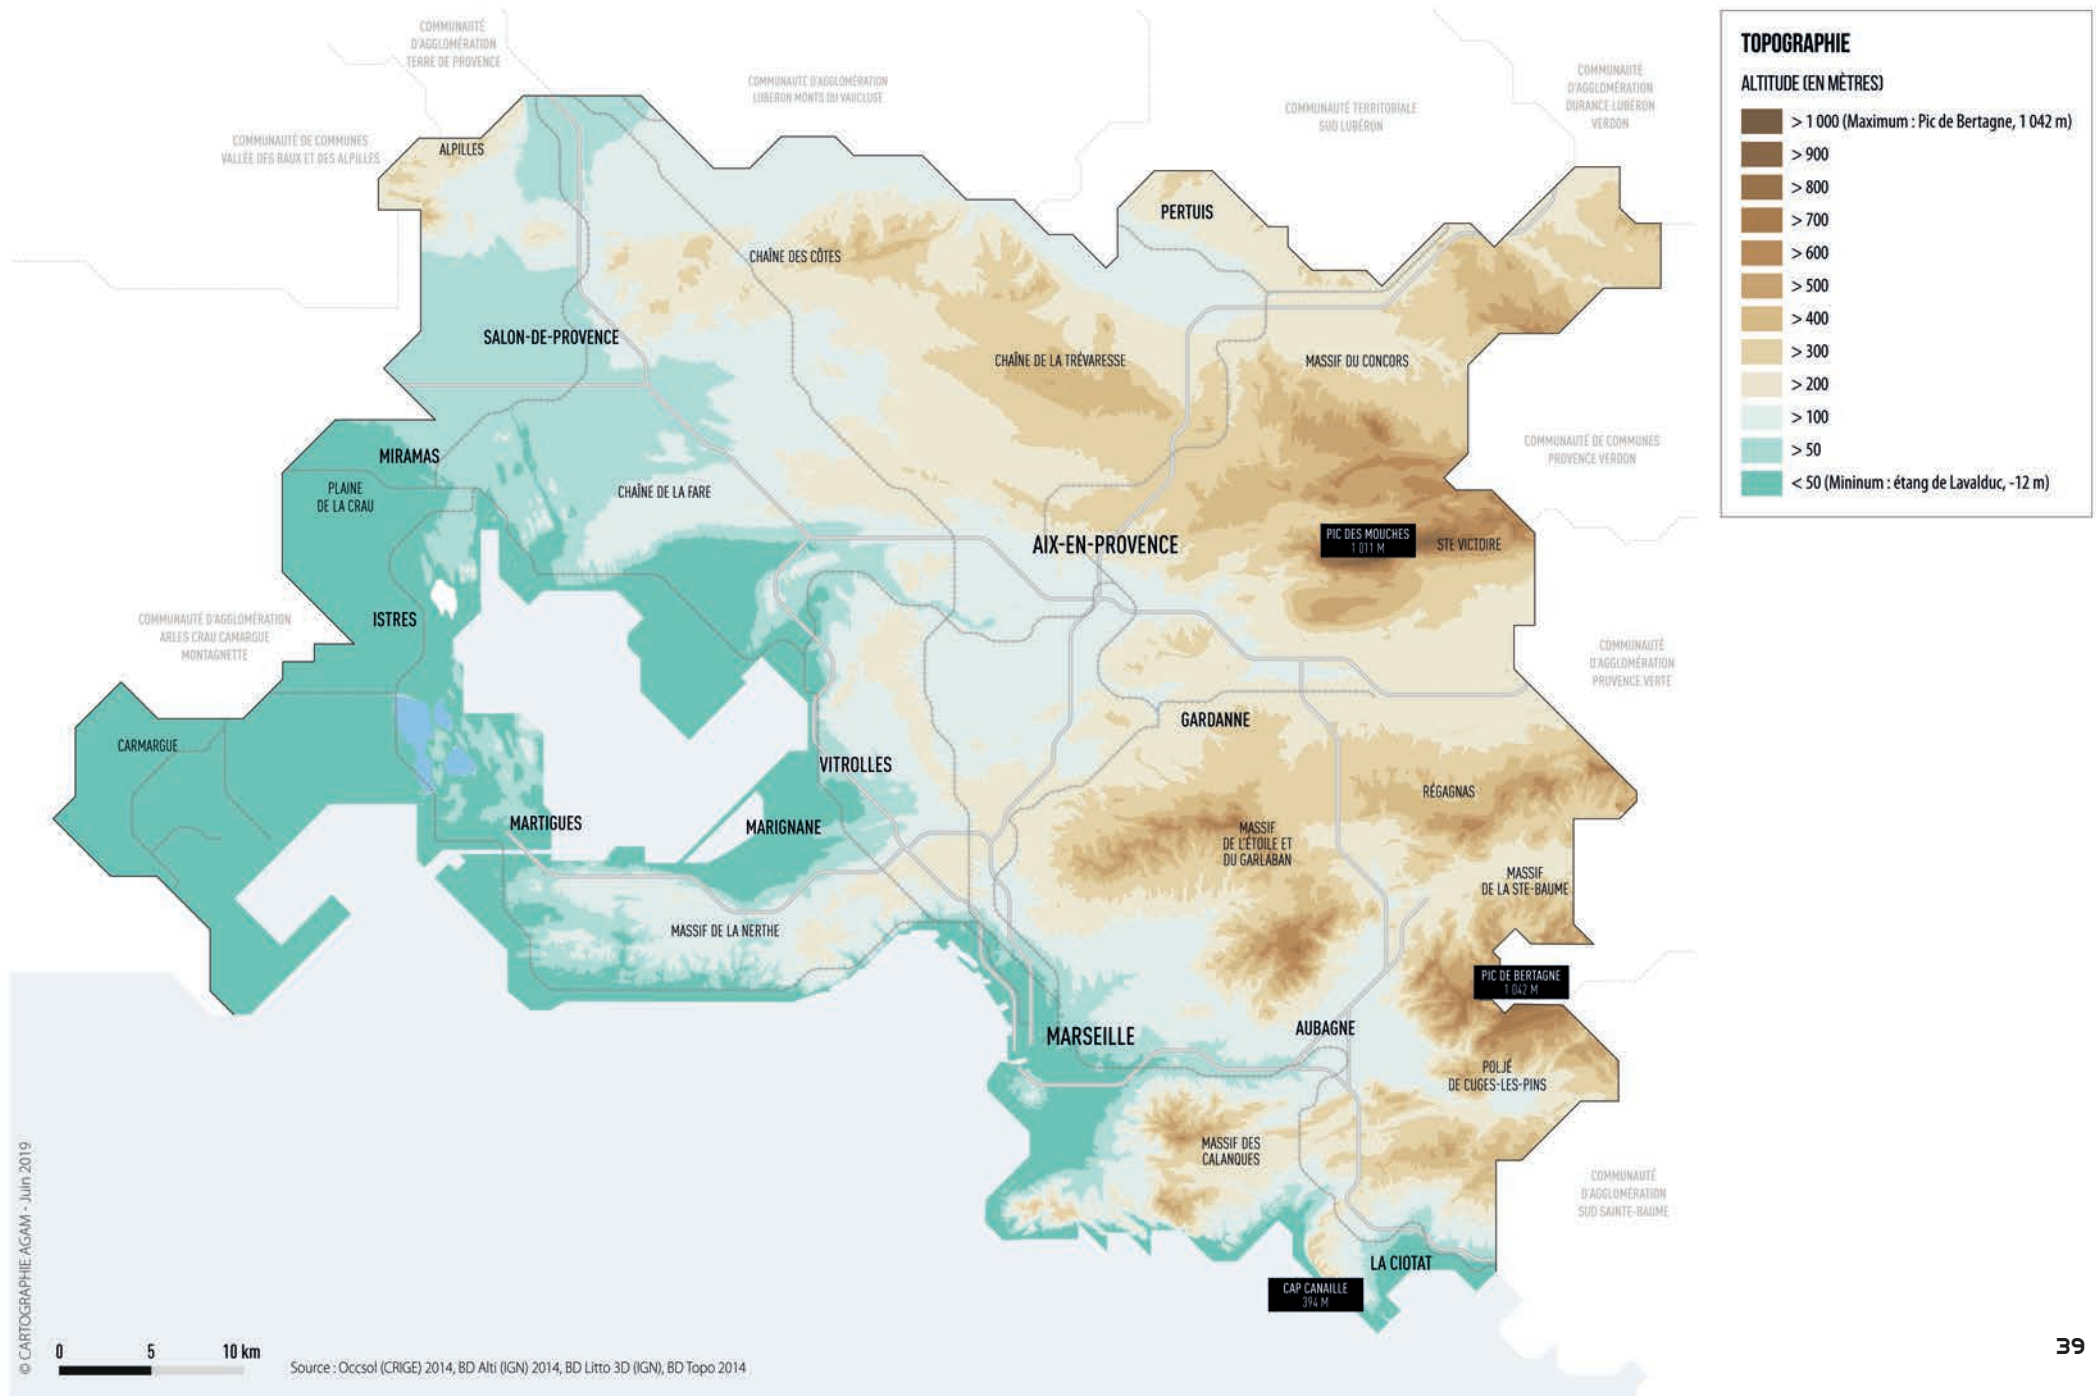 COMMUNAUTÉ
D'AGGLOMÉRATION
TERRE DE PROVENCE
COMMUNAUTÉ D'AGGLOMÉRATION
LUBERON MONTS DU VAUCLUSE
COMMUNAUTÉ TERRITORIALE
SUD LUBÉRON
COMMUNAUTÉ
D'AGGLOMÉRATION
DURANCE LUBÉRON
VERDON
COMMUNAUTÉ DE COMMUNES
VALLÉE DES BAUX ET DES ALPILLES
TOPOGRAPHIE
ALTITUDE (EN MÈTRES)
> 1 000 (Maximum : Pic de Bertagne, 1 042 m)
> 900
> 800
> 700
> 600
> 500
> 400
> 300
> 200
> 100
> 50
< 50 (Mininum : étang de Lavalduc, -12 m)
ALPILLES
PERTUIS
CHAÎNE DES CÔTES
SALON-DE-PROVENCE
CHAÎNE DE LA TRÉVARESSE
MASSIF DU CONCORS
COMMUNAUTÉ DE COMMUNES
PROVENCE VERDON
MIRAMAS
PLAINE
DE LA CRAU
CHAÎNE DE LA FARE
AIX-EN-PROVENCE
PIC DES MOUCHES
1 011 M
STE VICTOIRE
COMMUNAUTÉ D'AGGLOMÉRATION
ARLES CRAU CAMARGUE
MONTAGNETTE
ISTRES
COMMUNAUTÉ
D'AGGLOMÉRATION
PROVENCE VERTE
GARDANNE
CARMARGUE
VITROLLES
RÉGAGNAS
MARTIGUES
MARIGNANE
MASSIF
DE L'ÉTOILE ET
DU GARLABAN
MASSIF
DE LA STE-BAUME
MASSIF DE LA NERTHE
PIC DE BERTAGNE
1 042 M
MARSEILLE
AUBAGNE
POLJÉ
DE CUGES-LES-PINS
MASSIF DES
CALANQUES
COMMUNAUTÉ
D'AGGLOMÉRATION
SUD SAINTE-BAUME
LA CIOTAT
CAP CANAILLE
394 M
© CARTOGRAPHIE AGAM - Juin 2019
0 5 10 km
Source : Occsol (CRIGE) 2014, BD Alti (IGN) 2014, BD Litto 3D (IGN), BD Topo 2014
39